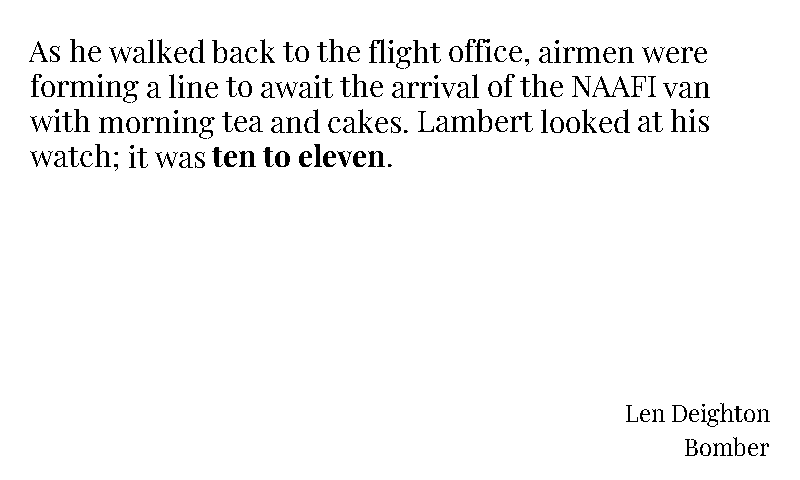 As he walked back to the flight office, airmen were
forming a line to await the arrival of the NAAFI van
with morning tea and cakes. Lambert looked at his
watch; it was ten to eleven.
Len Deighton
Bomber